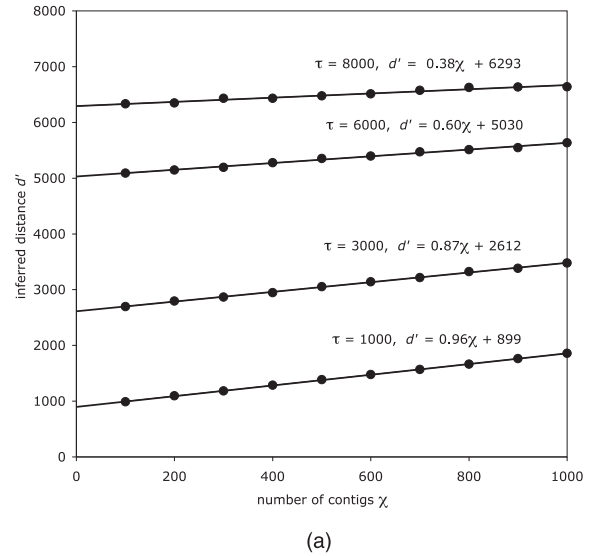 8000
7000
τ = 8000, d' = 0.38χ + 6293
6000
τ = 6000, d' = 0.60χ + 5030
5000
inferred distance d'
4000
τ = 3000, d' = 0.87χ + 2612
3000
2000
τ = 1000, d' = 0.96χ + 899
1000
0
0 200 400 600 800 1000
number of contigs χ
(a)